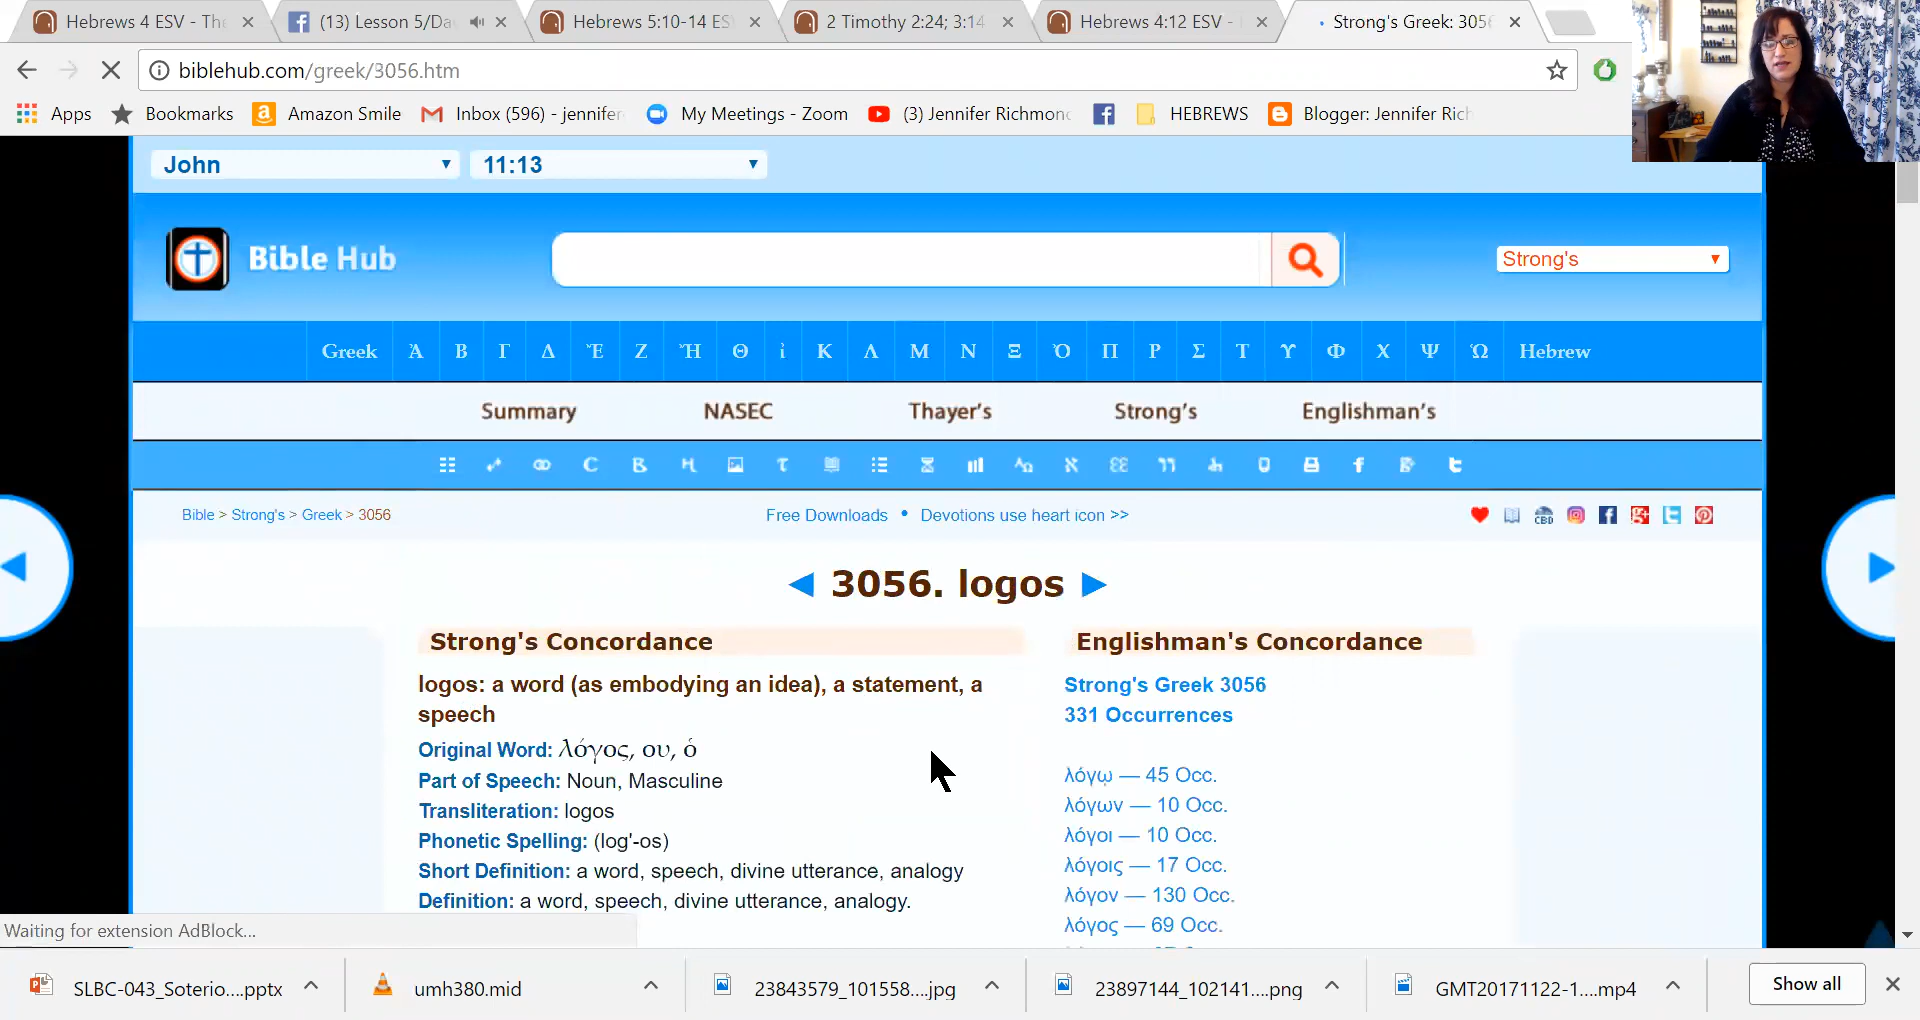 Hebrews 4 ESV - The
(13) Lesson 5/Da
Hebrews 5:10-14 ES
2 Timothy 2:24; 3:14
Hebrews 4:12 ESV -
Strong's Greek: 3056
biblehub.com/greek/3056.htm
Apps
Bookmarks
Amazon Smile
Inbox (596) - jennifer
My Meetings - Zoom
(3) Jennifer Richmond
HEBREWS
Blogger: Jennifer Rich
John
11:13
Bible Hub
Strong's
Greek Ἀ Β Γ Δ Ἐ Ζ Ἠ Θ ἰ Κ Λ Μ Ν Ξ Ὀ Π Ρ Σ Τ Υ Φ Χ Ψ Ὠ Hebrew
Summary NASEC Thayer's Strong's Englishman's
Bible > Strong's > Greek > 3056
Free Downloads • Devotions use heart icon >>
◄ 3056. logos ►
Strong's Concordance
logos: a word (as embodying an idea), a statement, a
speech
Original Word: λόγος, ου, ὁ
Part of Speech: Noun, Masculine
Transliteration: logos
Phonetic Spelling: (log'-os)
Short Definition: a word, speech, divine utterance, analogy
Definition: a word, speech, divine utterance, analogy.
Englishman's Concordance
Strong's Greek 3056
331 Occurrences
λόγῳ — 45 Occ.
λόγων — 10 Occ.
λόγοι — 10 Occ.
λόγοις — 17 Occ.
λόγον — 130 Occ.
λόγος — 69 Occ.
Waiting for extension AdBlock...
SLBC-043_Soterio....pptx
umh380.mid
23843579_101558....jpg
23897144_102141....png
GMT20171122-1....mp4
Show all